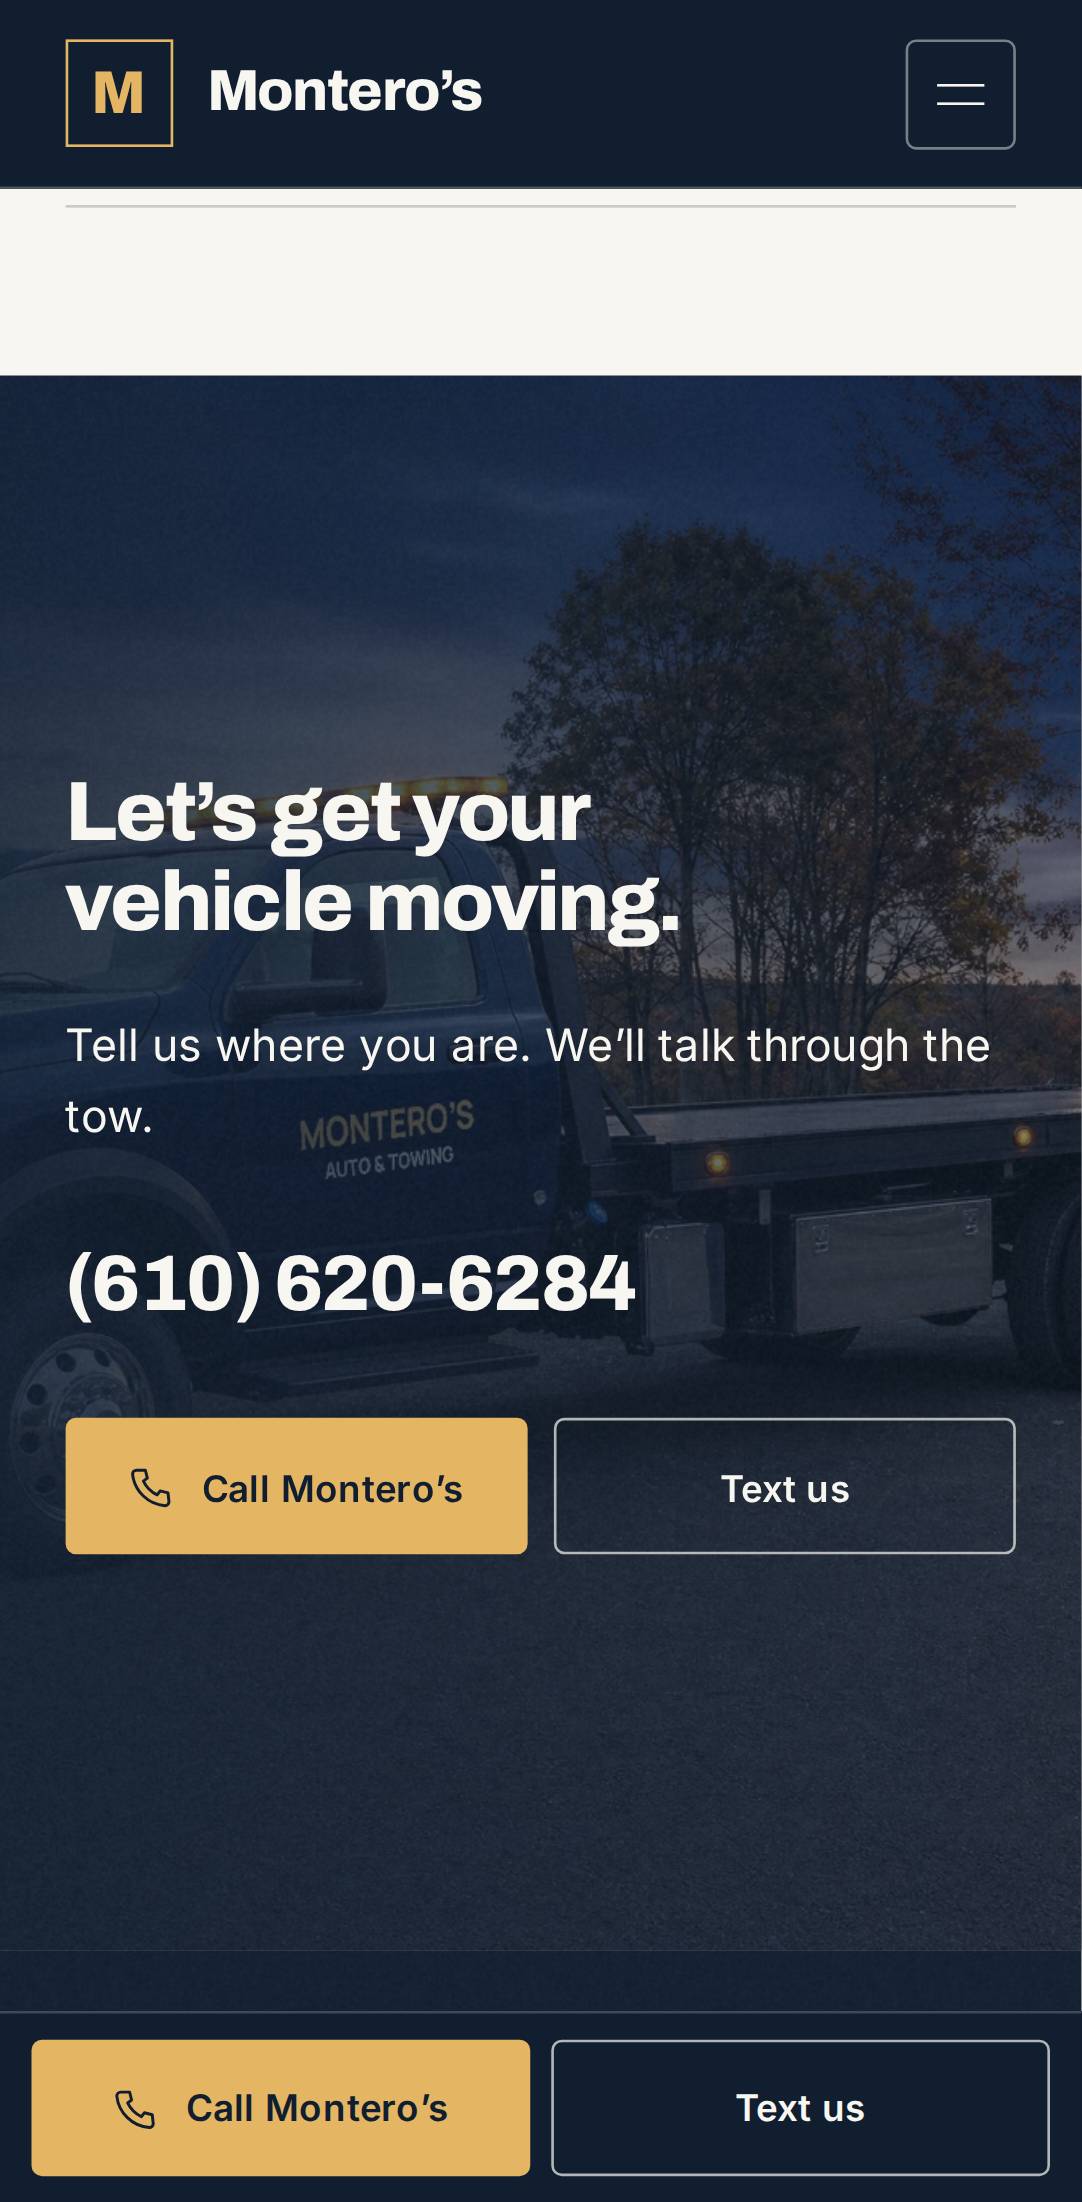 M
Montero’s
Let’s get your
vehicle moving.
Tell us where you are. We’ll talk through the
tow.
MONTERO'S
AUTO & TOWING
(610) 620-6284
Call Montero’s
Text us
Call Montero’s
Text us